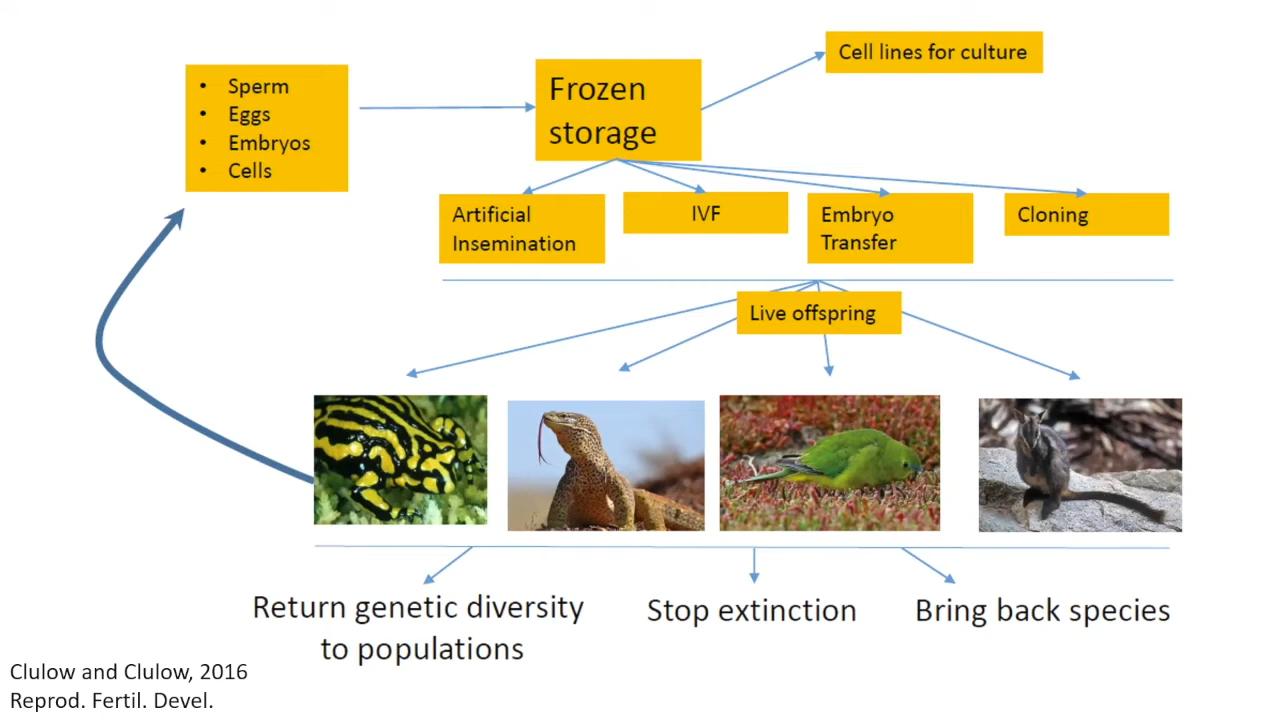 • Sperm
• Eggs
• Embryos
• Cells
Frozen
storage
Cell lines for culture
Artificial
Insemination
IVF
Embryo
Transfer
Cloning
Live offspring
Return genetic diversity
to populations
Stop extinction
Bring back species
Clulow and Clulow, 2016
Reprod. Fertil. Devel.